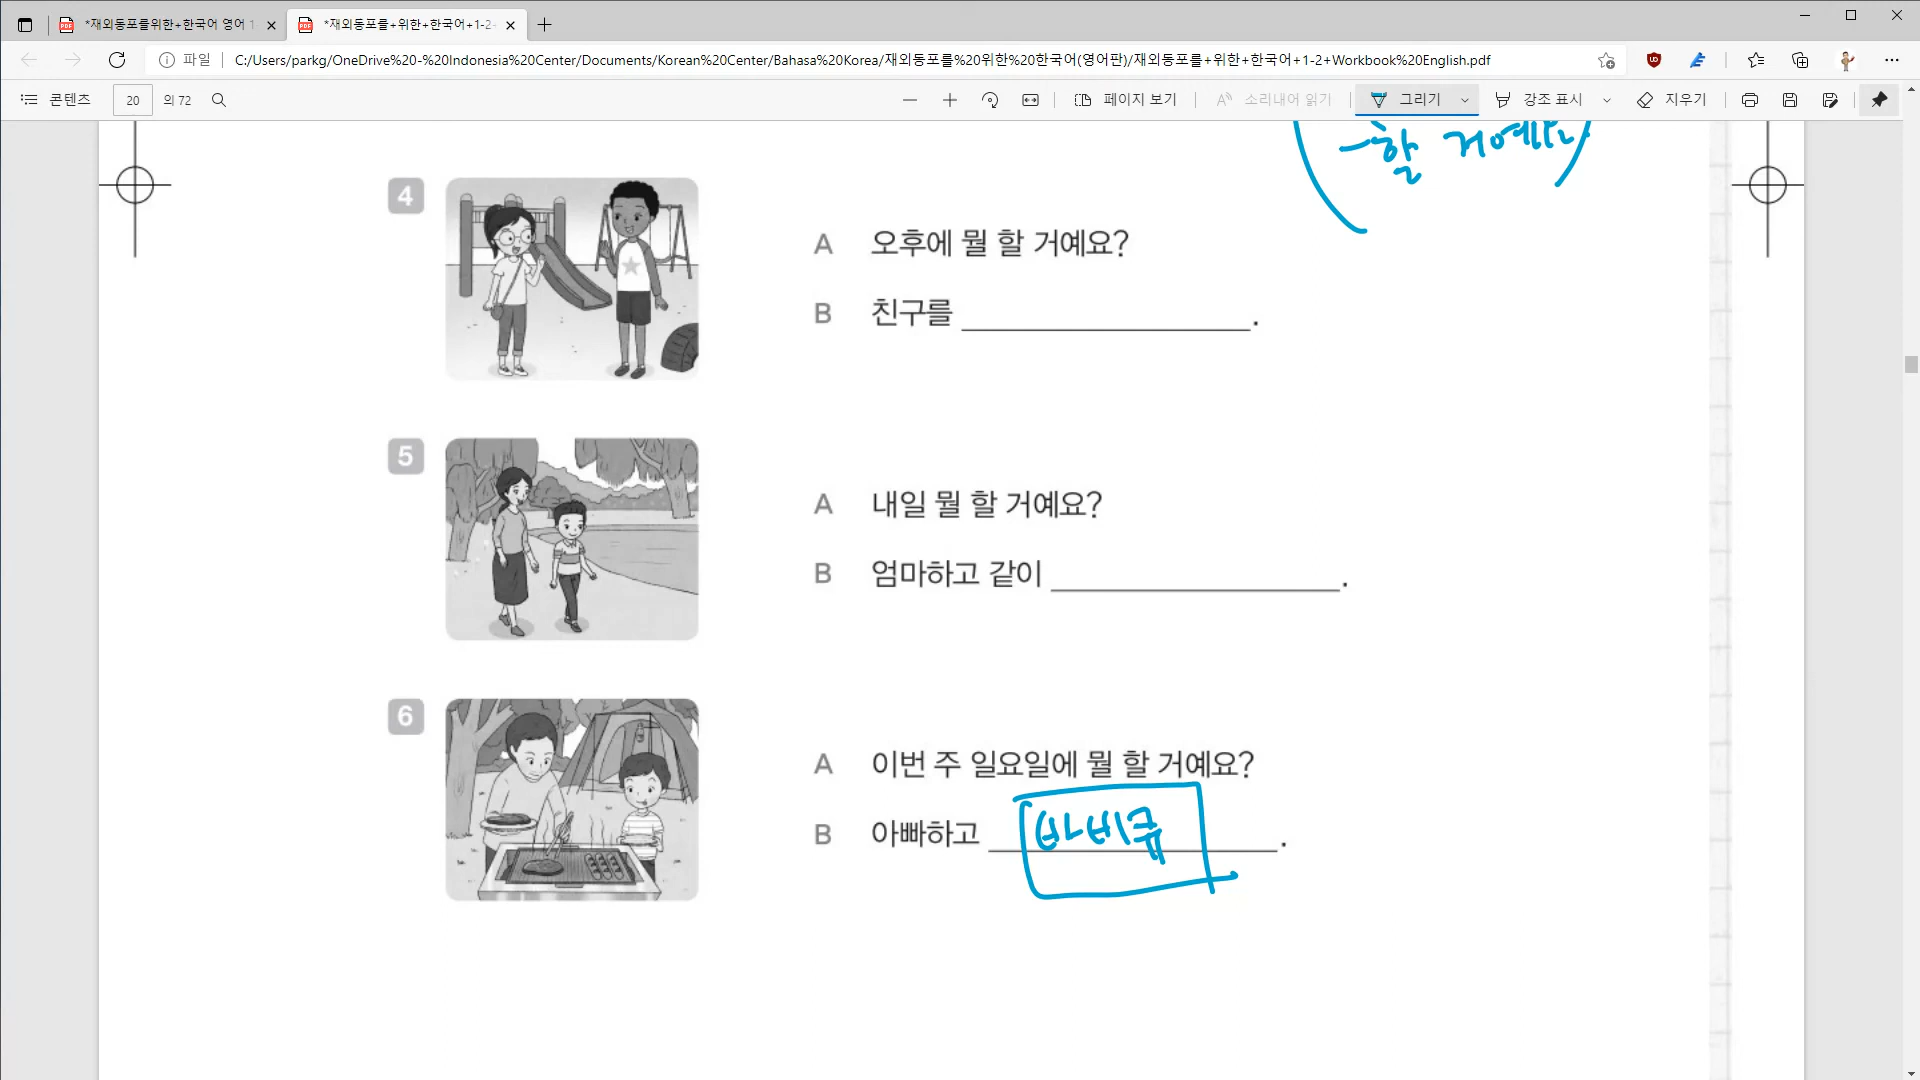 *재외동포를위한+한국어 영어 1
*재외동포를+위한+한국어+1-2-
파일
C:/Users/parkg/OneDrive%20-%20Indonesia%20Center/Documents/Korean%20Center/Bahasa%20Korea/재외동포를%20위한%20한국어(영어판)/재외동포를+위한+한국어+1-2+Workbook%20English.pdf
콘텐츠 20 의 72 페이지 보기 소리내어 읽기 그리기 강조 표시 지우기
-할 거예요
4
A 오후에 뭘 할 거예요?
B 친구를 ____________________.
5
A 내일 뭘 할 거예요?
B 엄마하고 같이 ____________________.
6
A 이번 주 일요일에 뭘 할 거예요?
B 아빠하고 바비큐 ____________________.